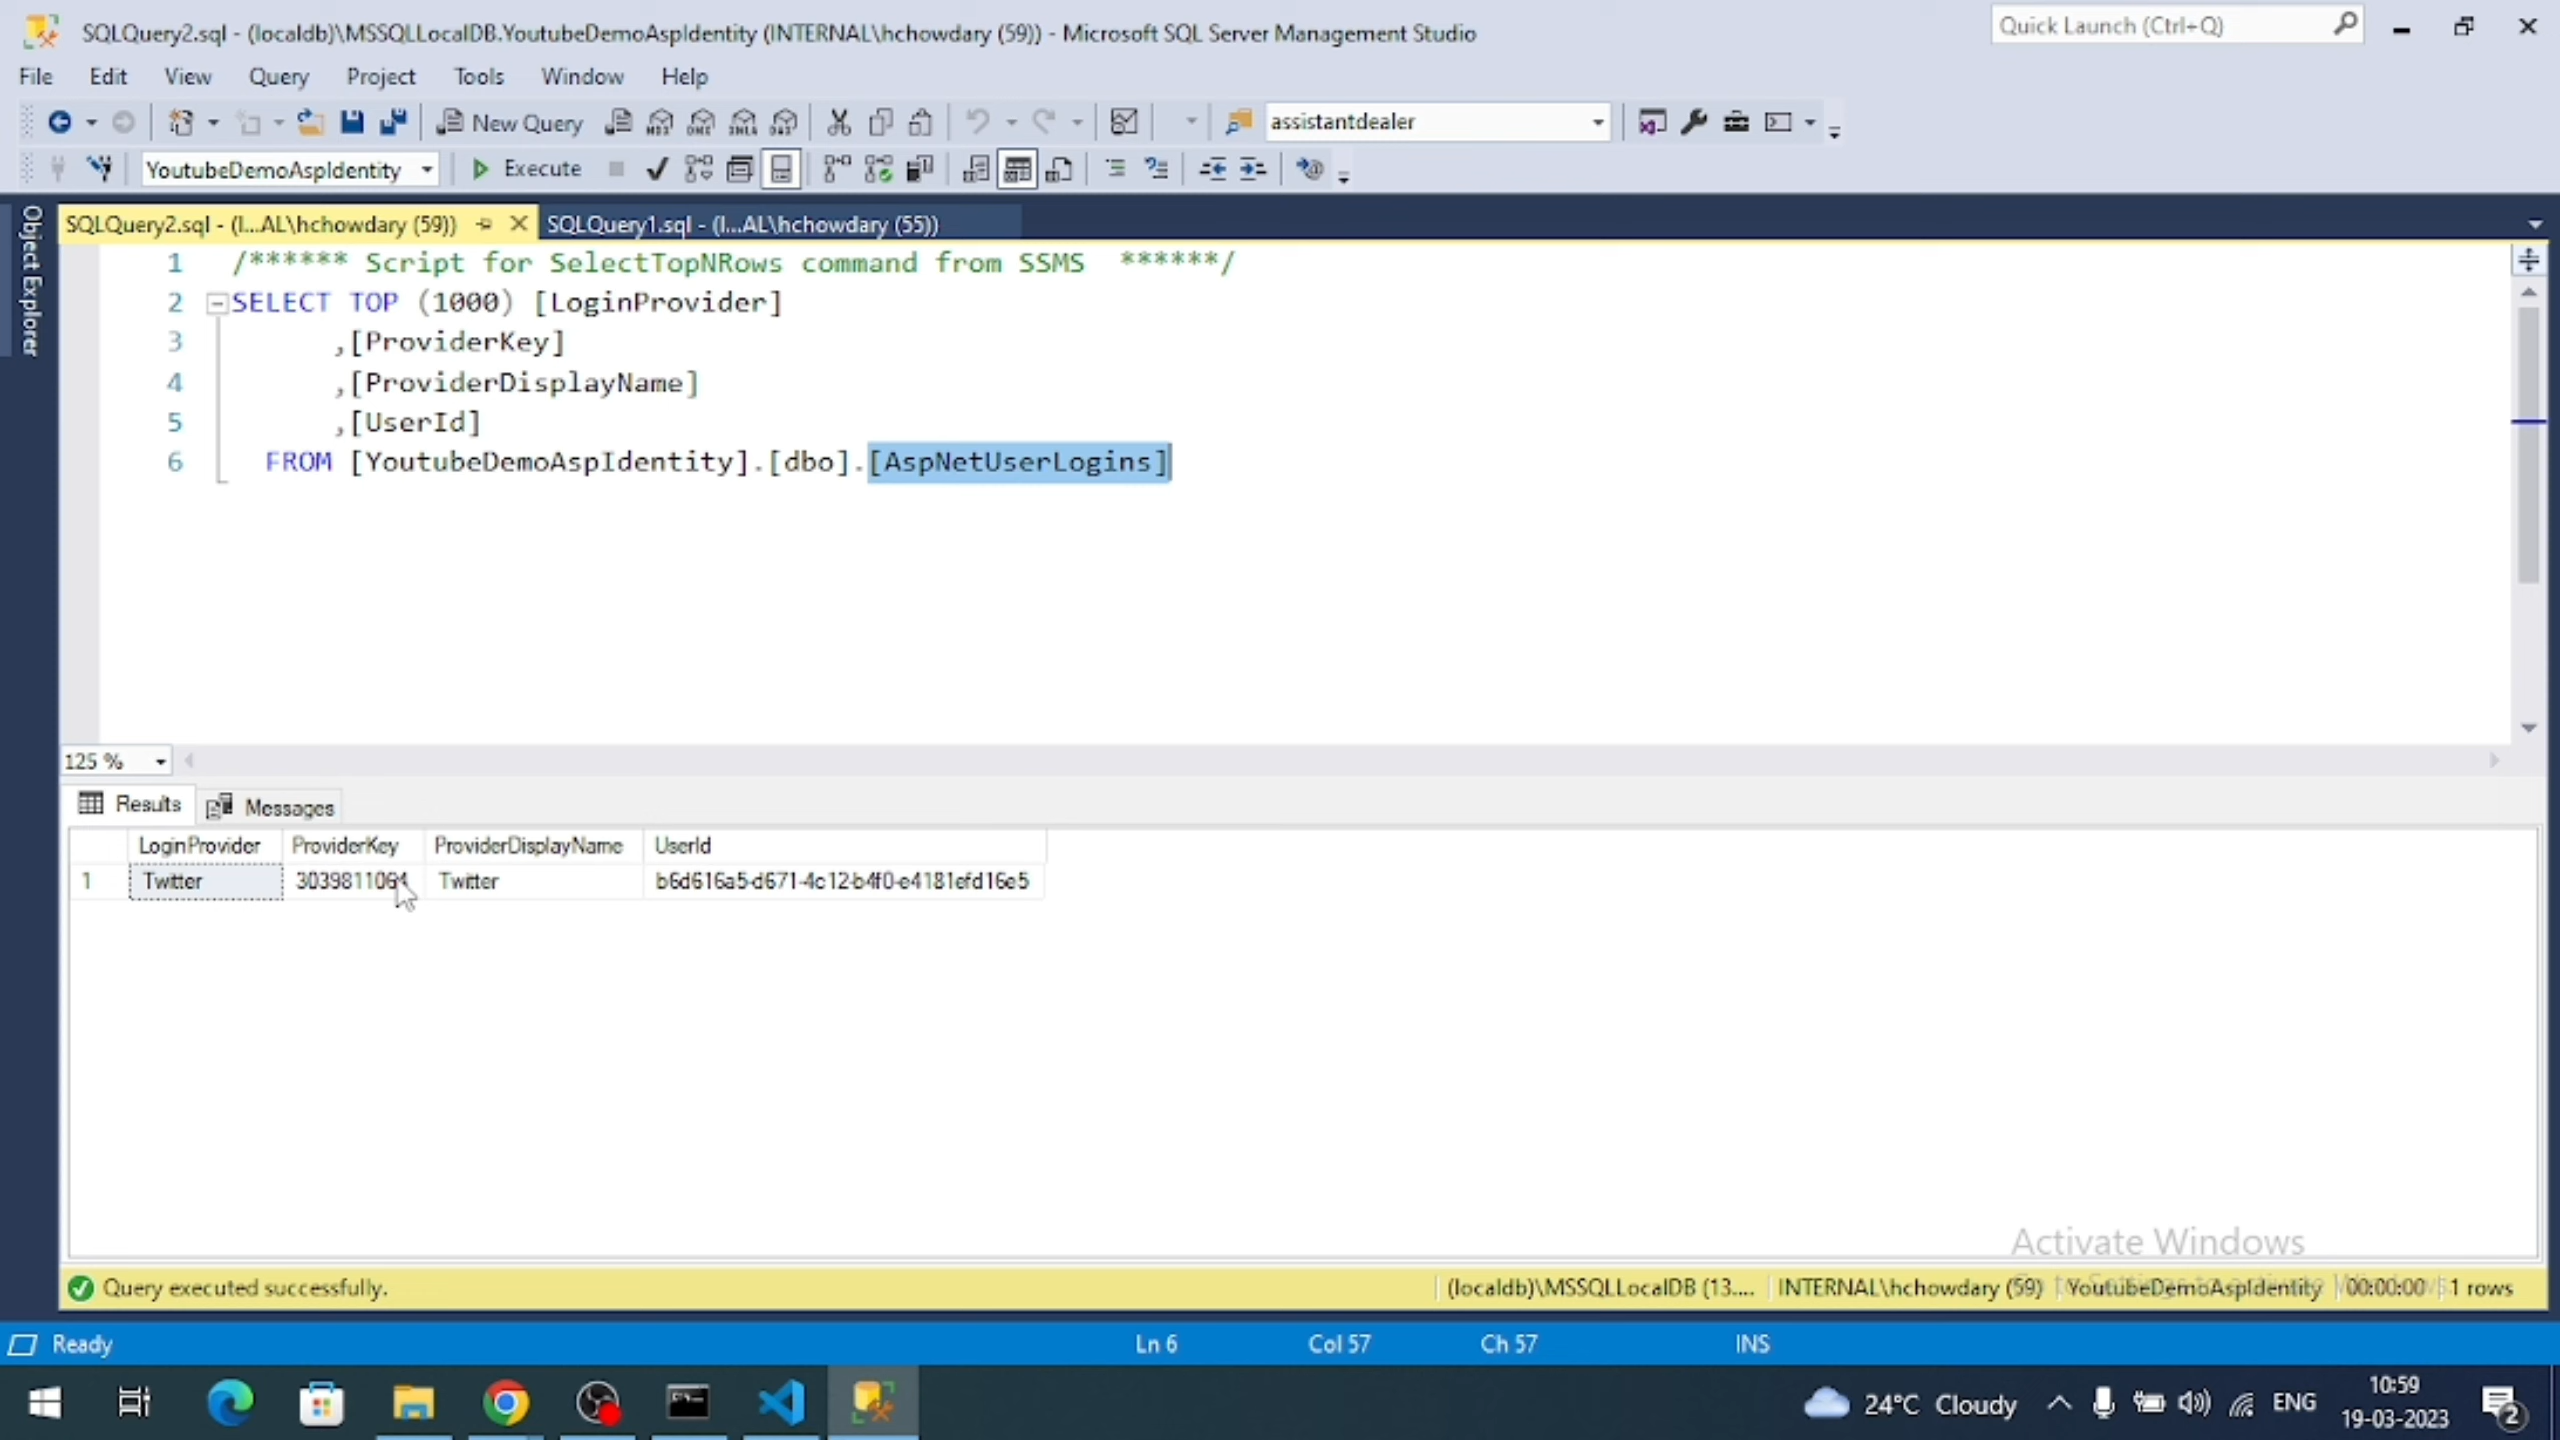 SQLQuery2.sql - (localdb)\MSSQLLocalDB.YoutubeDemoAspIdentity (INTERNAL\hchowdary (59)) - Microsoft SQL Server Management Studio
Quick Launch (Ctrl+Q)
File Edit View Query Project Tools Window Help
New Query
assistantdealer
YoutubeDemoAspIdentity
Execute
Object Explorer
SQLQuery2.sql - (l...AL\hchowdary (59))
SQLQuery1.sql - (l...AL\hchowdary (55))
1 /****** Script for SelectTopNRows command from SSMS ******/
2 SELECT TOP (1000) [LoginProvider]
3 ,[ProviderKey]
4 ,[ProviderDisplayName]
5 ,[UserId]
6 FROM [YoutubeDemoAspIdentity].[dbo].[AspNetUserLogins]
125 %
Results Messages
LoginProvider ProviderKey ProviderDisplayName UserId
1 Twitter 3039811064 Twitter b6d616a5-d671-4c12-b4f0-e4181efd16e5
Activate Windows
Query executed successfully.
(localdb)\MSSQLLocalDB (13.... INTERNAL\hchowdary (59) YoutubeDemoAspIdentity 00:00:00 1 rows
Ready Ln 6 Col 57 Ch 57 INS
24°C Cloudy ENG 10:59
19-03-2023
2